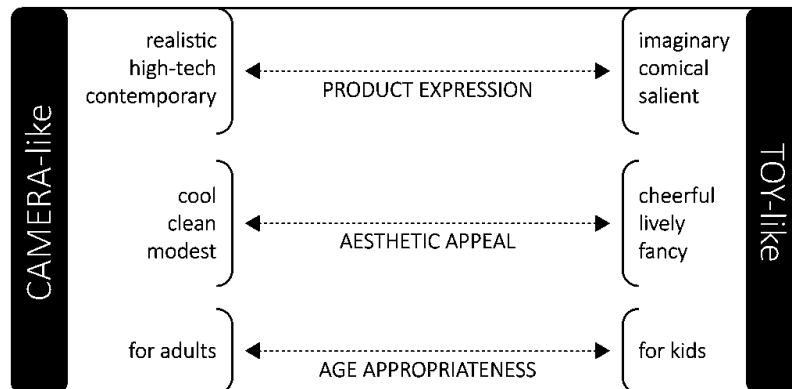 CAMERA-like
realistic
high-tech
contemporary
PRODUCT EXPRESSION
imaginary
comical
salient
cool
clean
modest
AESTHETIC APPEAL
cheerful
lively
fancy
for adults
AGE APPROPRIATENESS
for kids
TOY-like